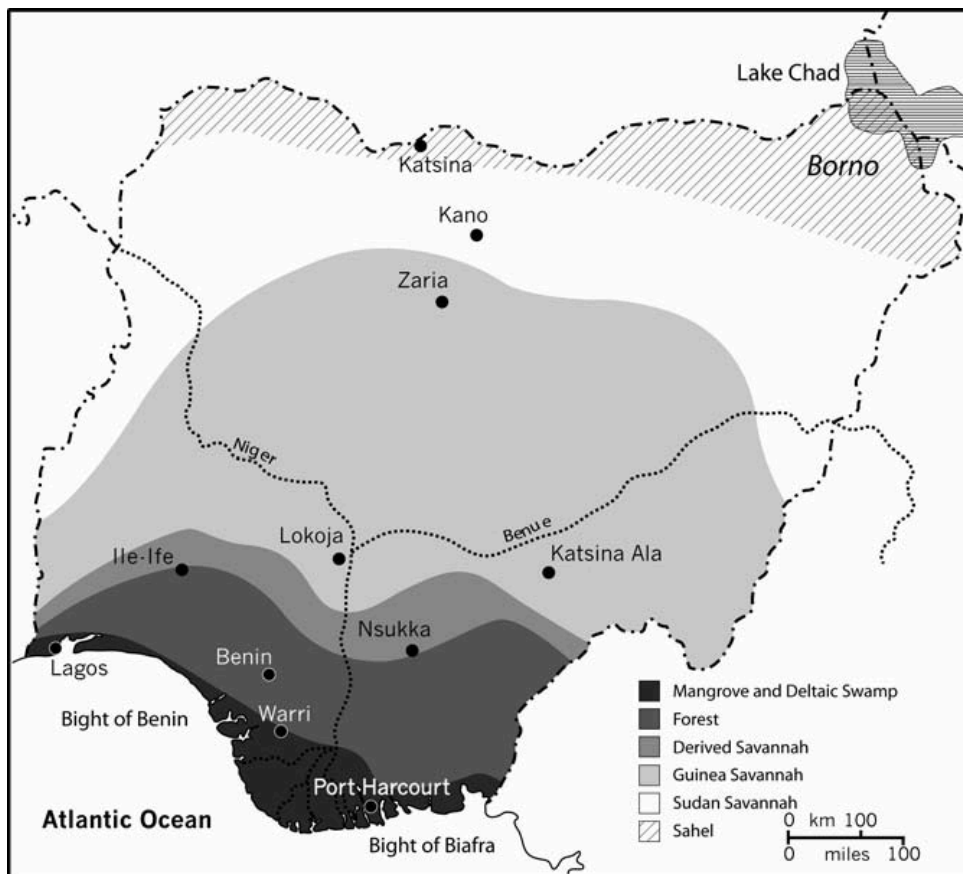 Lake Chad
Borno
Katsina
Kano
Zaria
Niger
Benue
Lokoja
Ile-Ife
Katsina Ala
Nsukka
Benin
Lagos
Warri
Bight of Benin
Port Harcourt
Atlantic Ocean
Bight of Biafra
Mangrove and Deltaic Swamp
Forest
Derived Savannah
Guinea Savannah
Sudan Savannah
Sahel
0 km 100
0 miles 100